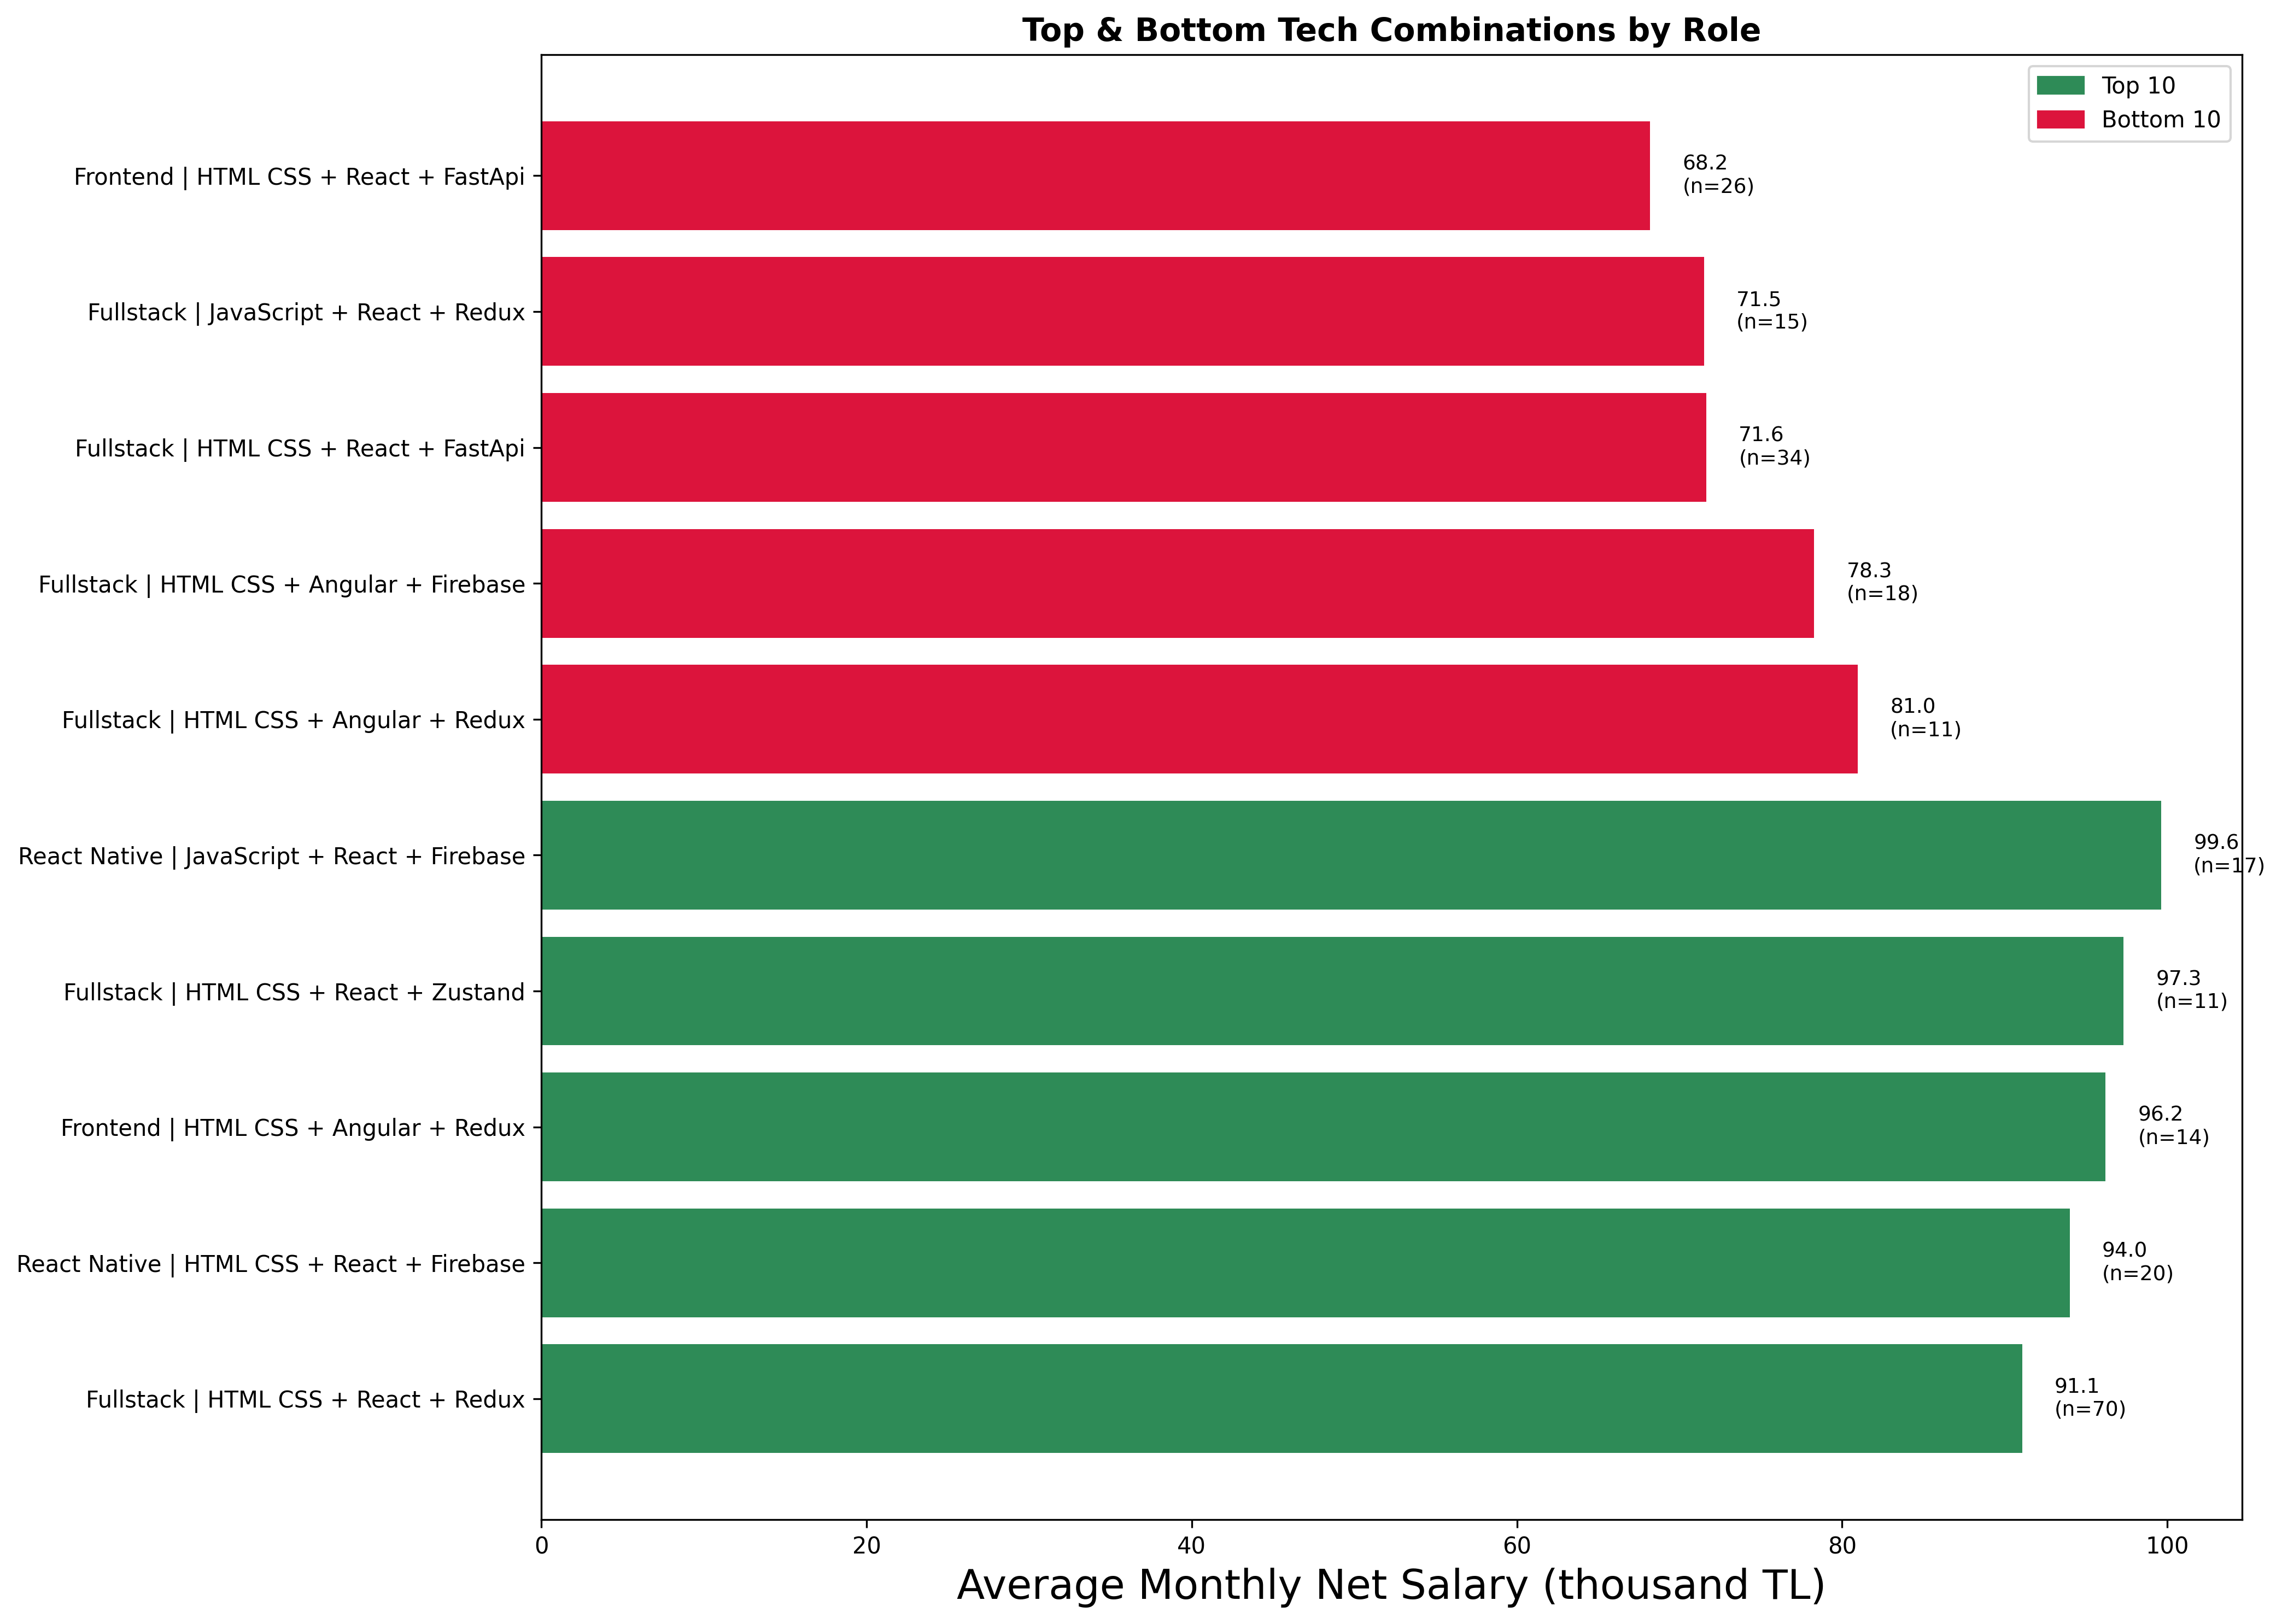 Top & Bottom Tech Combinations by Role
Top 10
Bottom 10
Frontend | HTML CSS + React + FastApi
68.2
(n=26)
Fullstack | JavaScript + React + Redux
71.5
(n=15)
Fullstack | HTML CSS + React + FastApi
71.6
(n=34)
Fullstack | HTML CSS + Angular + Firebase
78.3
(n=18)
Fullstack | HTML CSS + Angular + Redux
81.0
(n=11)
React Native | JavaScript + React + Firebase
99.6
(n=17)
Fullstack | HTML CSS + React + Zustand
97.3
(n=11)
Frontend | HTML CSS + Angular + Redux
96.2
(n=14)
React Native | HTML CSS + React + Firebase
94.0
(n=20)
Fullstack | HTML CSS + React + Redux
91.1
(n=70)
0 20 40 60 80 100
Average Monthly Net Salary (thousand TL)